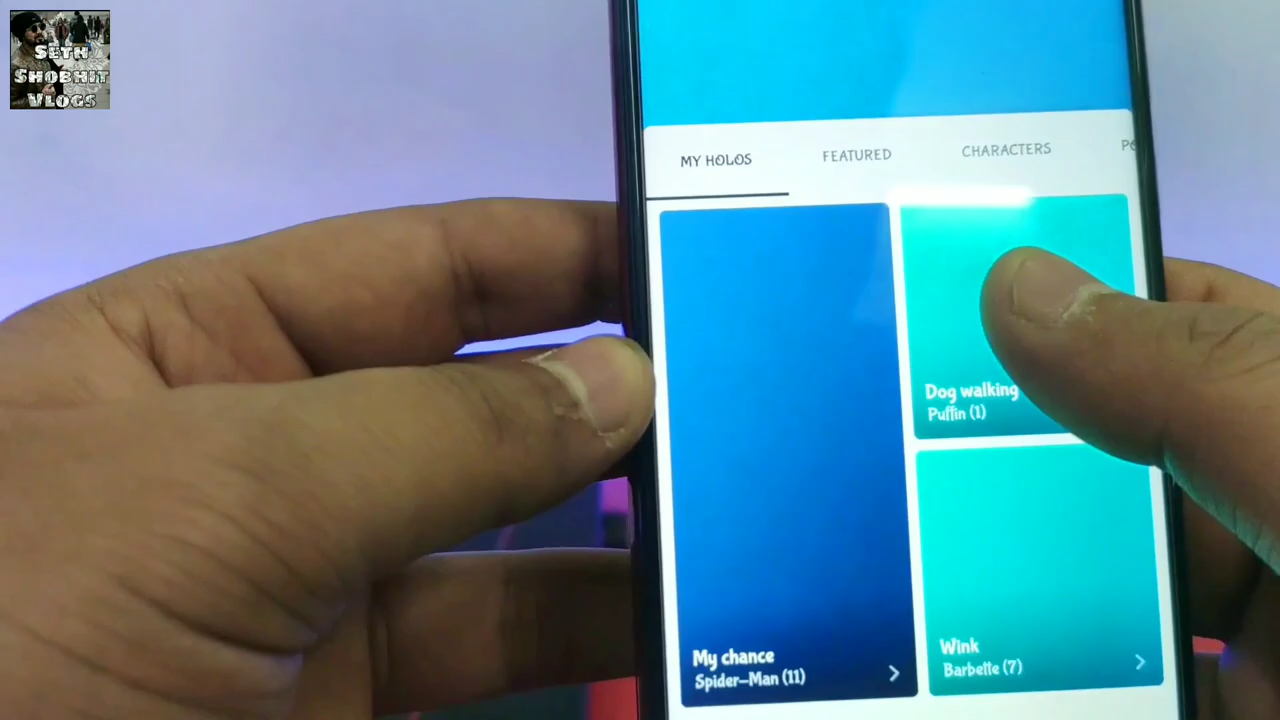 SETH
SHOBHIT
VLOGS
MY HOLOS
FEATURED
CHARACTERS
Dog walking
Puffin (1)
My chance
Spider-Man (11)
Wink
Barbette (7)